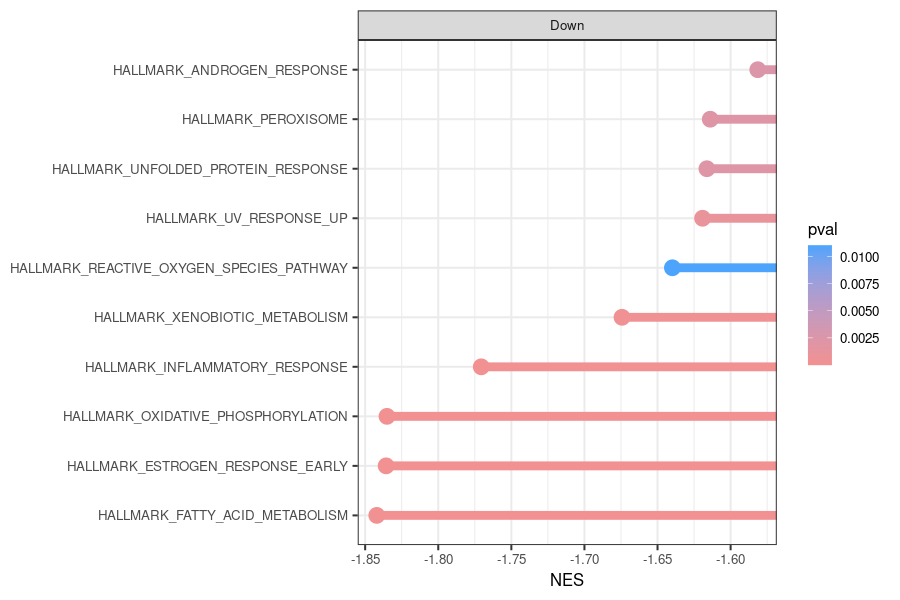 Down
HALLMARK_ANDROGEN_RESPONSE
HALLMARK_PEROXISOME
HALLMARK_UNFOLDED_PROTEIN_RESPONSE
HALLMARK_UV_RESPONSE_UP
HALLMARK_REACTIVE_OXYGEN_SPECIES_PATHWAY
HALLMARK_XENOBIOTIC_METABOLISM
HALLMARK_INFLAMMATORY_RESPONSE
HALLMARK_OXIDATIVE_PHOSPHORYLATION
HALLMARK_ESTROGEN_RESPONSE_EARLY
HALLMARK_FATTY_ACID_METABOLISM
-1.85 -1.80 -1.75 -1.70 -1.65 -1.60
NES
pval
0.0100
0.0075
0.0050
0.0025